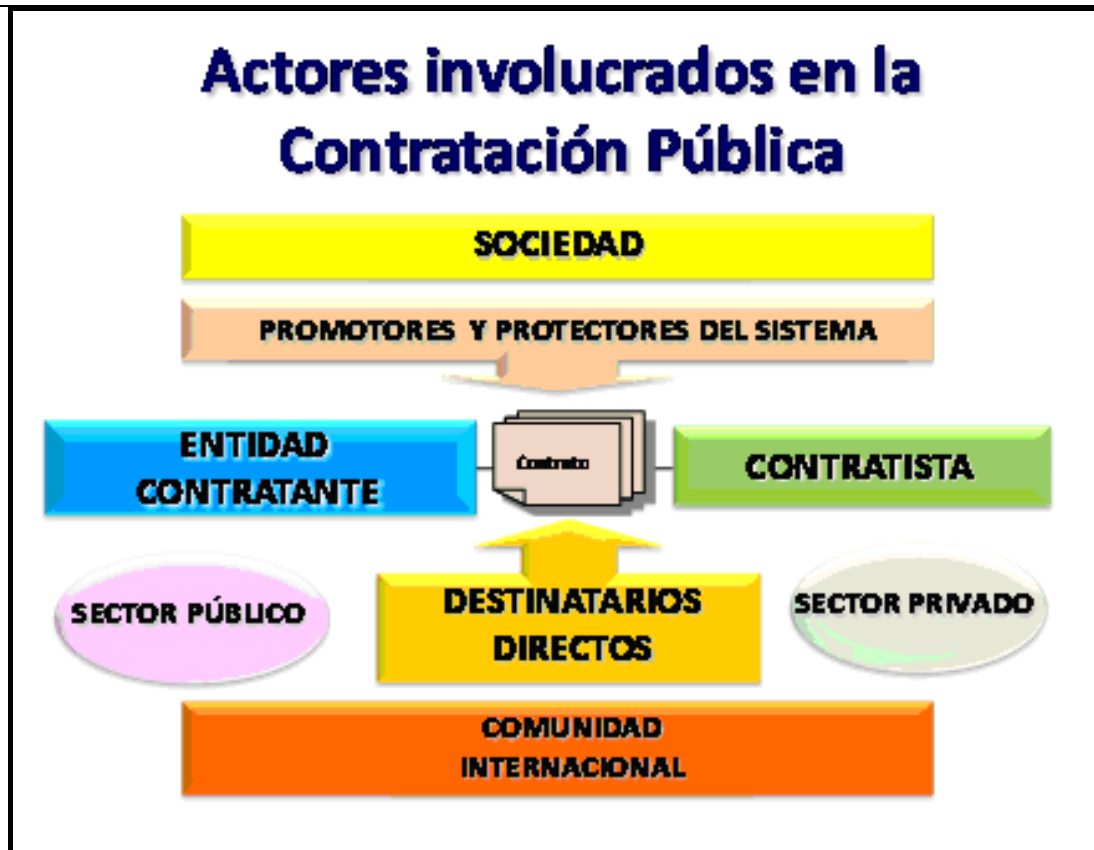 Actores involucrados en la
Contratación Pública
SOCIEDAD
PROMOTORES Y PROTECTORES DEL SISTEMA
ENTIDAD
CONTRATANTE
Contrato
CONTRATISTA
SECTOR PÚBLICO
DESTINATARIOS
DIRECTOS
SECTOR PRIVADO
COMUNIDAD
INTERNACIONAL